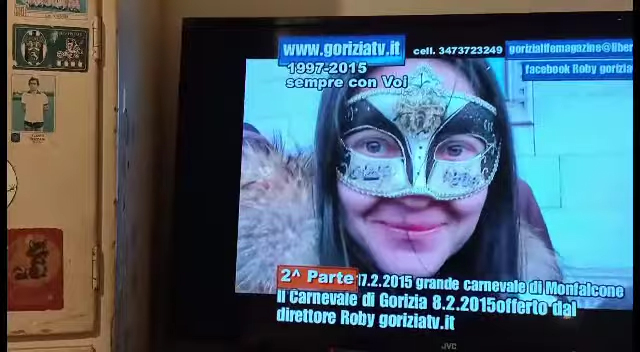 www.goriziatv.it
cell. 3473723249
gorizialifemagazine@liber
1997-2015
facebook Roby gorizia
sempre con Voi
2^ Parte 17.2.2015 grande carnevale di Monfalcone
Il Carnevale di Gorizia 8.2.2015offerto dal
direttore Roby goriziatv.it
JVC